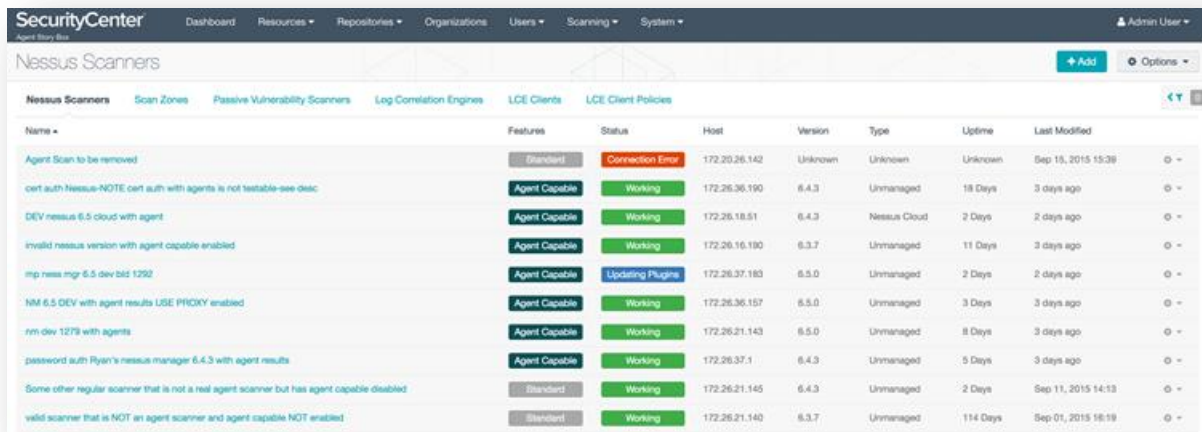 SecurityCenter
Agent Story Box
Dashboard Resources Repositories Organizations Users Scanning System Admin User
Nessus Scanners
+ Add Options
Nessus Scanners Scan Zones Passive Vulnerability Scanners Log Correlation Engines LCE Clients LCE Client Policies
Name Features Status Host Version Type Uptime Last Modified
Agent Scan to be removed Standard Connection Error 172.20.26.142 Unknown Unknown Unknown Sep 15, 2015 15:39
cert auth Nessus-NOTE cert auth with agents is not testable-see desc Agent Capable Working 172.26.36.190 6.4.3 Unmanaged 18 Days 3 days ago
DEV nessus 6.5 cloud with agent Agent Capable Working 172.26.18.51 6.4.3 Nessus Cloud 2 Days 2 days ago
invalid nessus version with agent capable enabled Agent Capable Working 172.26.16.190 6.3.7 Unmanaged 11 Days 3 days ago
mp ness mgr 6.5 dev bld 1292 Agent Capable Updating Plugins 172.26.37.183 6.5.0 Unmanaged 2 Days 2 days ago
NM 6.5 DEV with agent results USE PROXY enabled Agent Capable Working 172.26.36.157 6.5.0 Unmanaged 3 Days 3 days ago
nm dev 1279 with agents Agent Capable Working 172.26.21.143 6.5.0 Unmanaged 8 Days 3 days ago
password auth Ryan's nessus manager 6.4.3 with agent results Agent Capable Working 172.26.37.1 6.4.3 Unmanaged 5 Days 3 days ago
Some other regular scanner that is not a real agent scanner but has agent capable disabled Standard Working 172.26.21.145 6.4.3 Unmanaged 2 Days Sep 11, 2015 14:13
valid scanner that is NOT an agent scanner and agent capable NOT enabled Standard Working 172.26.21.140 6.3.7 Unmanaged 114 Days Sep 01, 2015 16:19